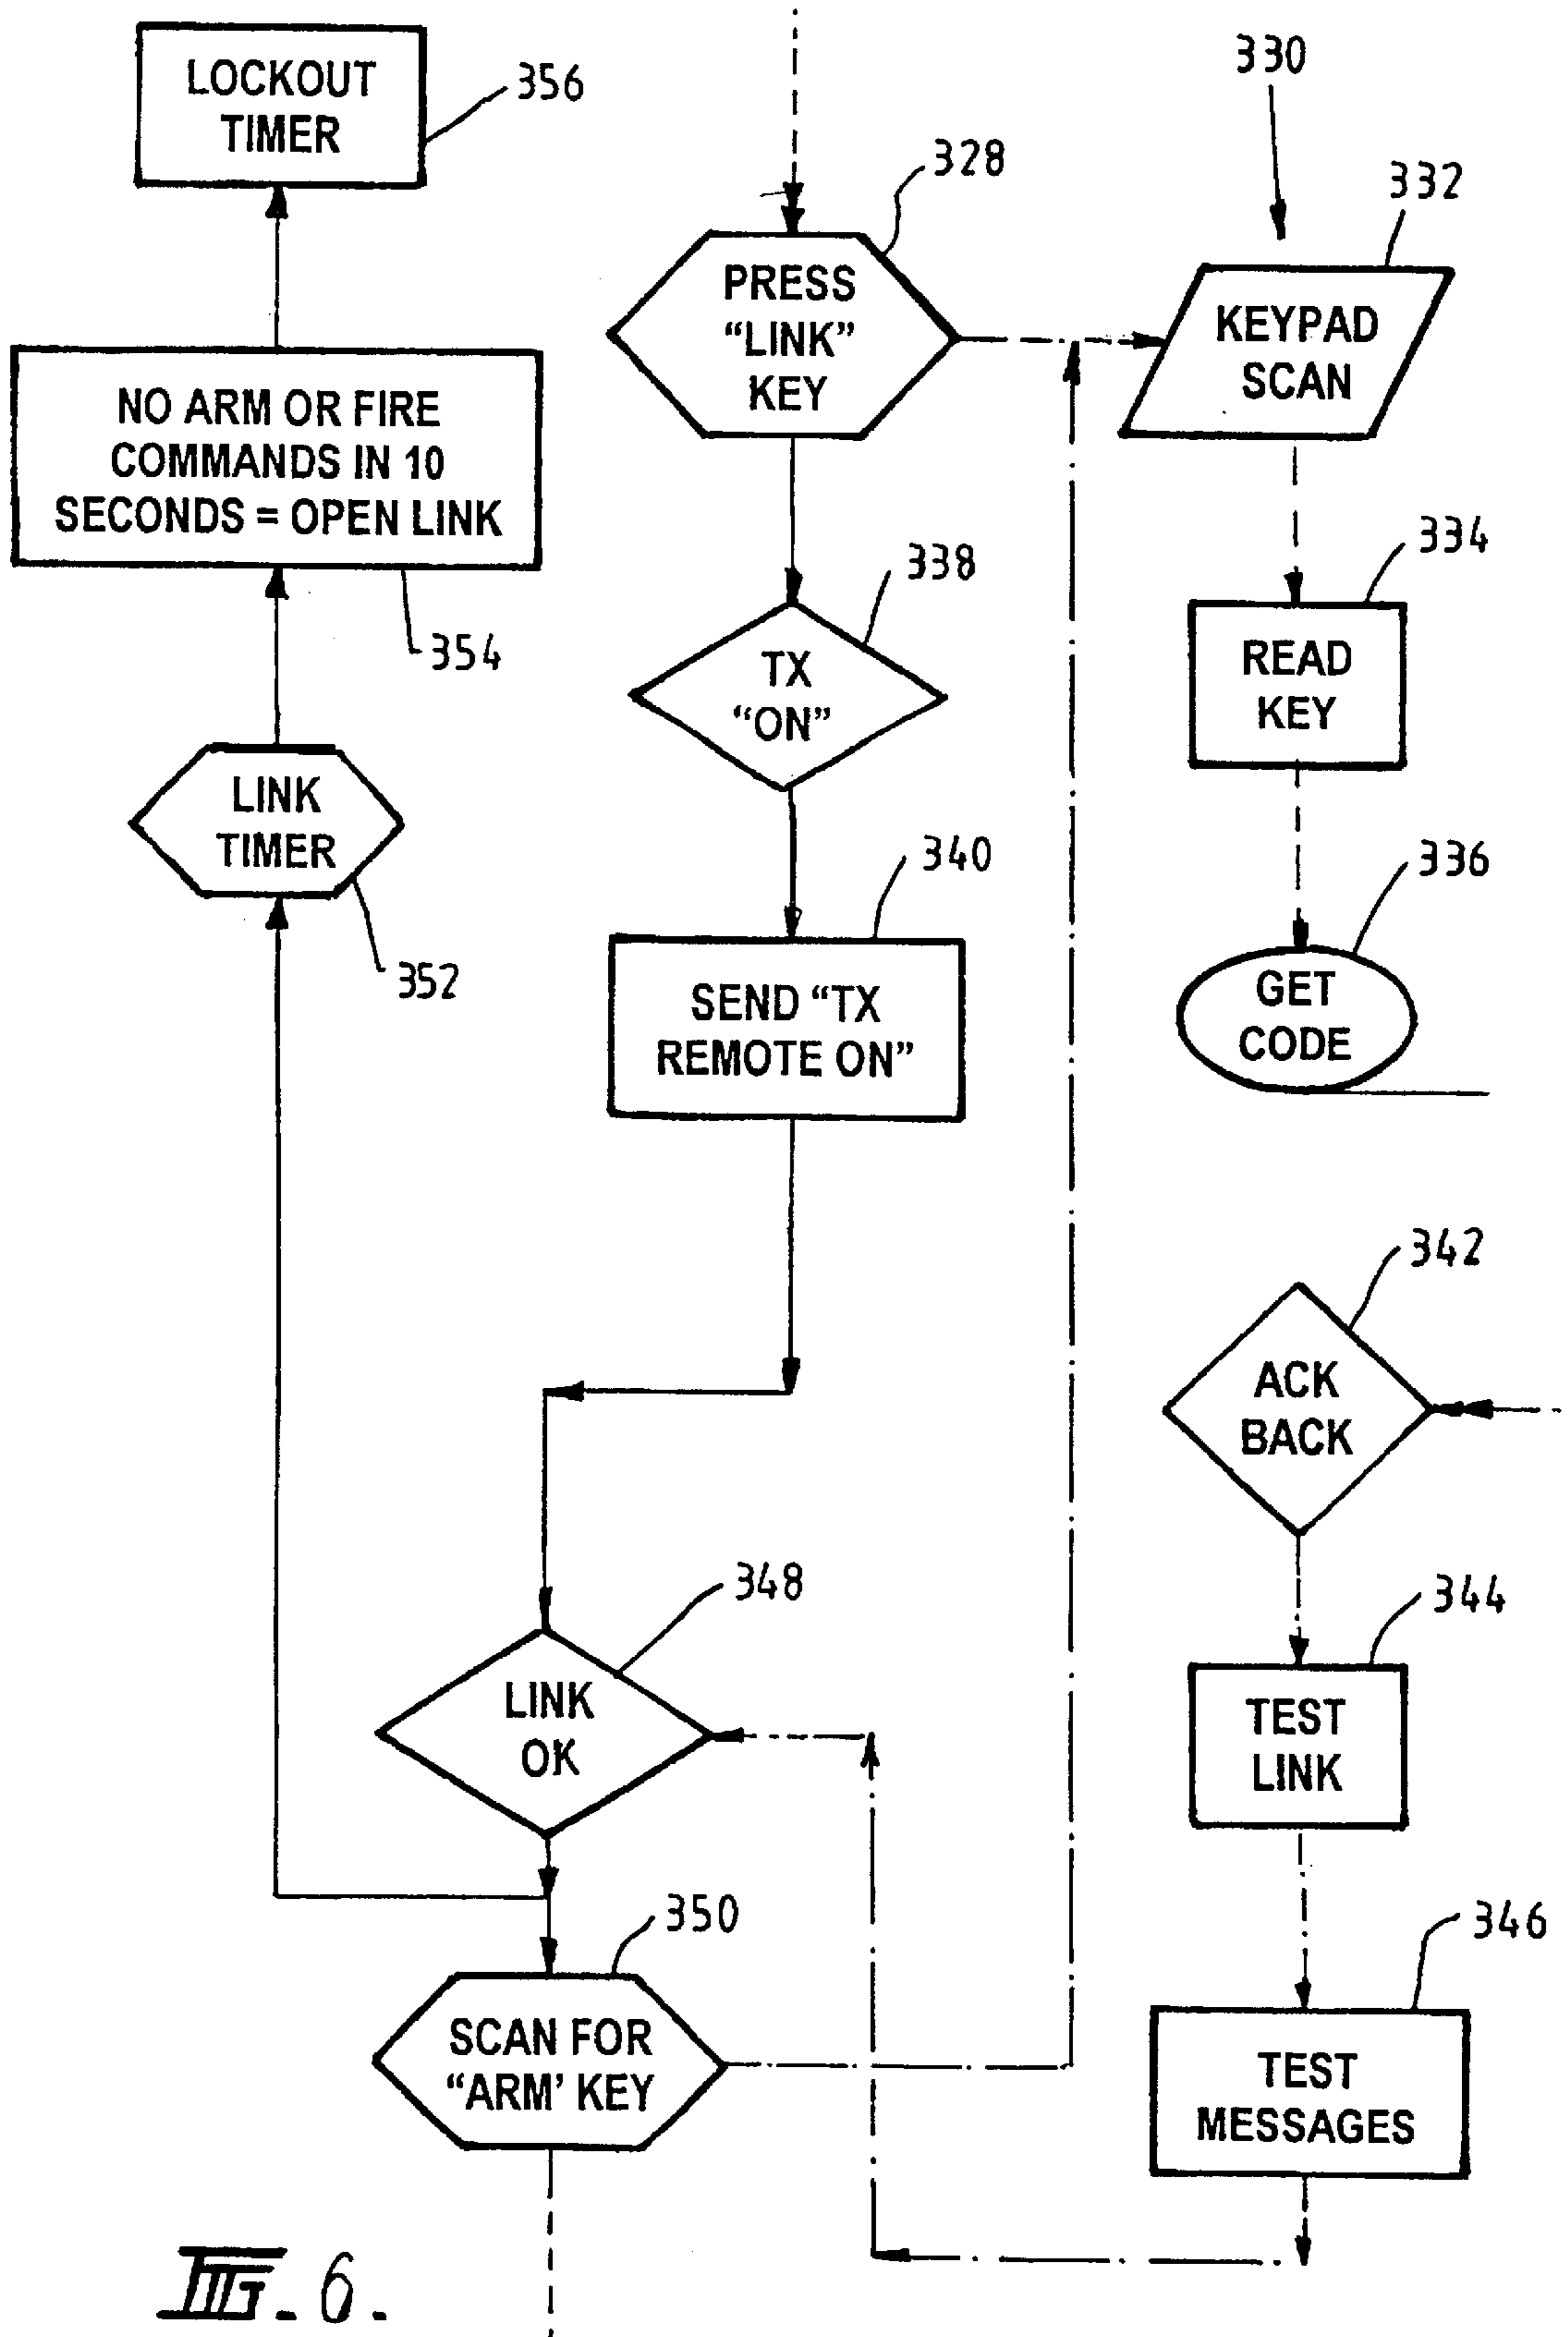 LOCKOUT
TIMER
356
330
328
332
PRESS
“LINK”
KEY
KEYPAD
SCAN
NO ARM OR FIRE
COMMANDS IN 10
SECONDS = OPEN LINK
354
338
334
TX
“ON”
READ
KEY
LINK
TIMER
352
340
336
SEND “TX
REMOTE ON”
GET
CODE
342
ACK
BACK
348
344
LINK
OK
TEST
LINK
350
346
SCAN FOR
“ARM’ KEY
TEST
MESSAGES
FIG. 6.